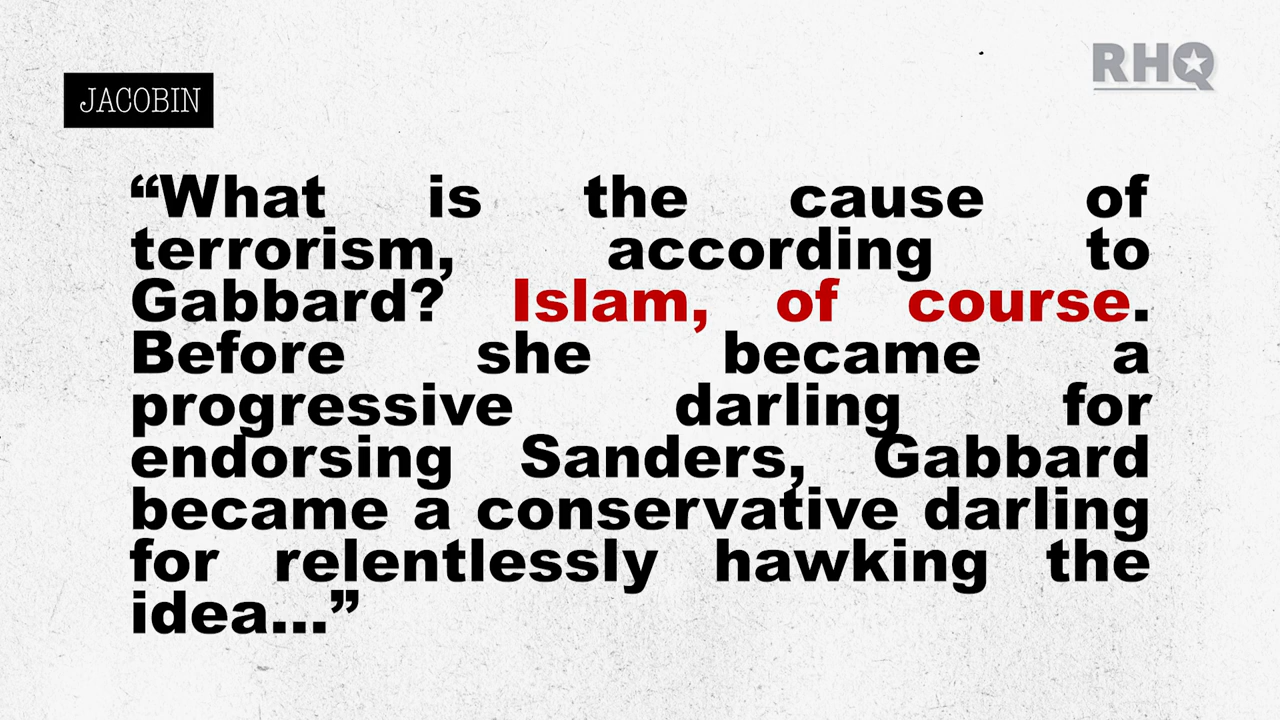 RHQ
JACOBIN
“What is the cause of
terrorism, according to
Gabbard? Islam, of course.
Before she became a
progressive darling for
endorsing Sanders, Gabbard
became a conservative darling
for relentlessly hawking the
idea...”